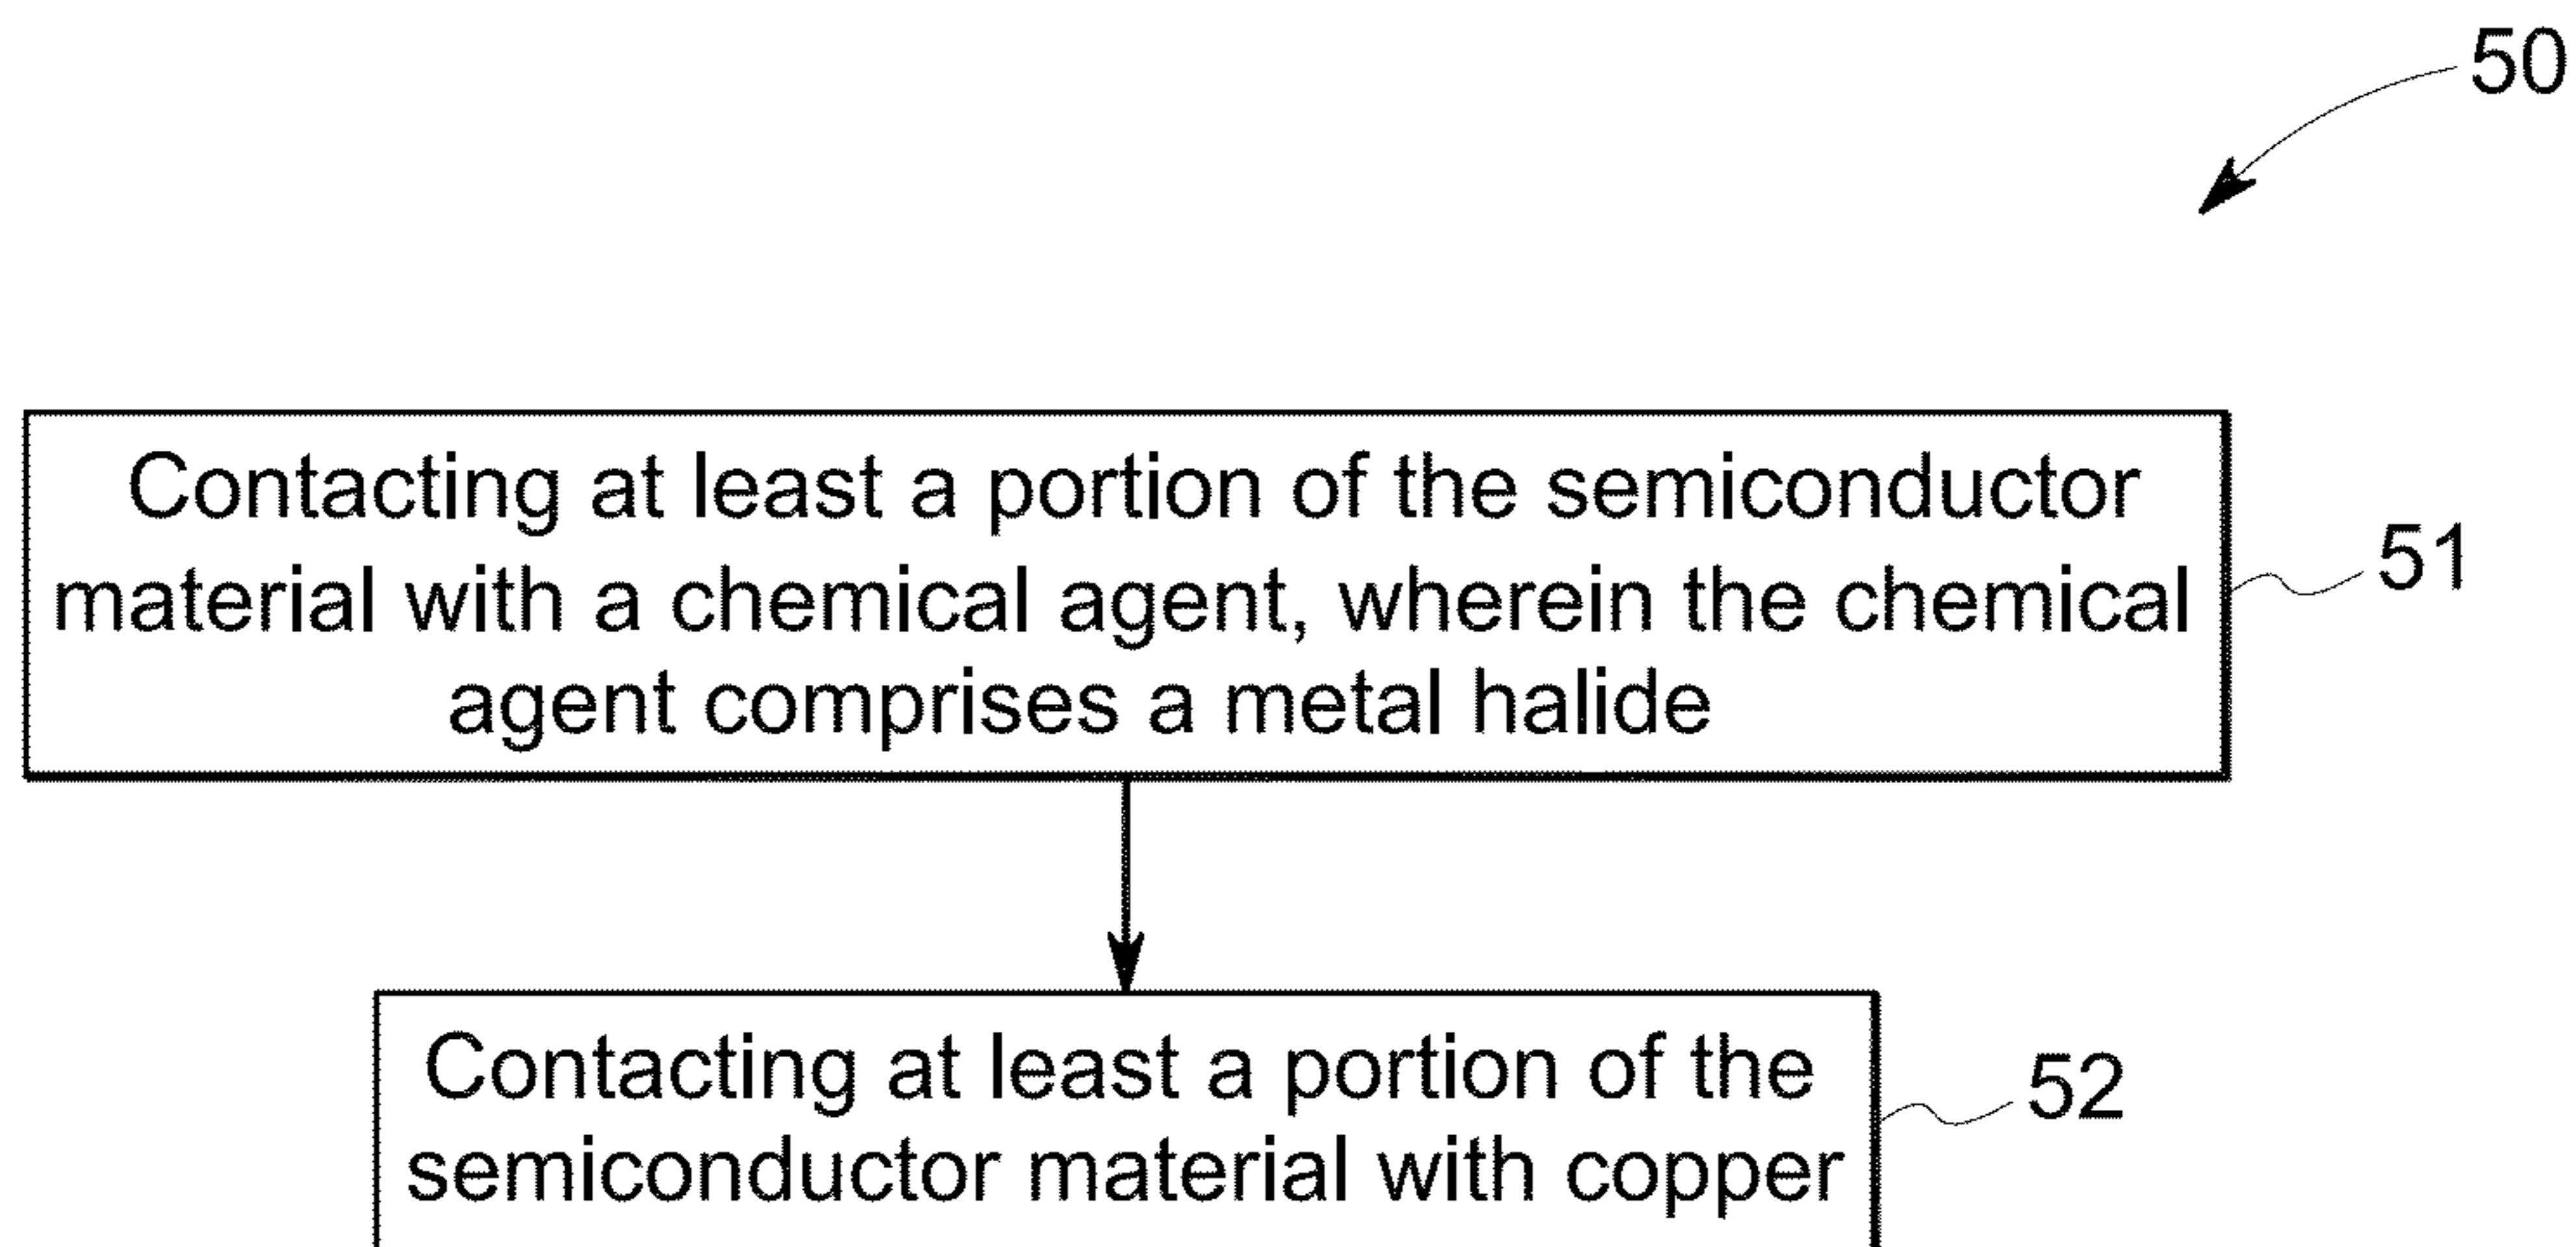 50
Contacting at least a portion of the semiconductor
material with a chemical agent, wherein the chemical
agent comprises a metal halide
51
Contacting at least a portion of the
semiconductor material with copper
52